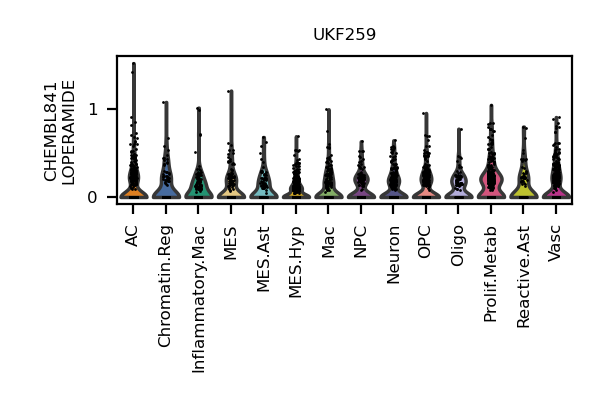 UKF259
CHEMBL841
LOPERAMIDE
1
0
AC
Chromatin.Reg
Inflammatory.Mac
MES
MES.Ast
MES.Hyp
Mac
NPC
Neuron
OPC
Oligo
Prolif.Metab
Reactive.Ast
Vasc